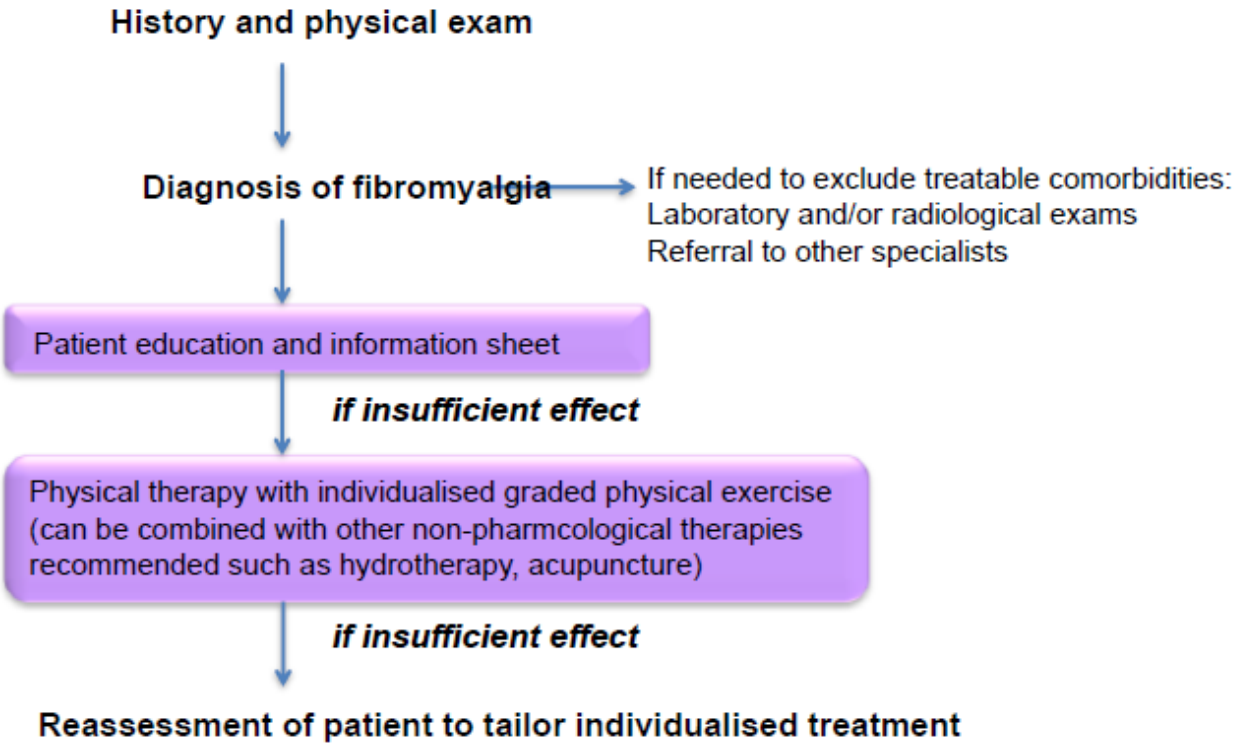 History and physical exam
Diagnosis of fibromyalgia
If needed to exclude treatable comorbidities:
Laboratory and/or radiological exams
Referral to other specialists
Patient education and information sheet
if insufficient effect
Physical therapy with individualised graded physical exercise
(can be combined with other non-pharmcological therapies
recommended such as hydrotherapy, acupuncture)
if insufficient effect
Reassessment of patient to tailor individualised treatment